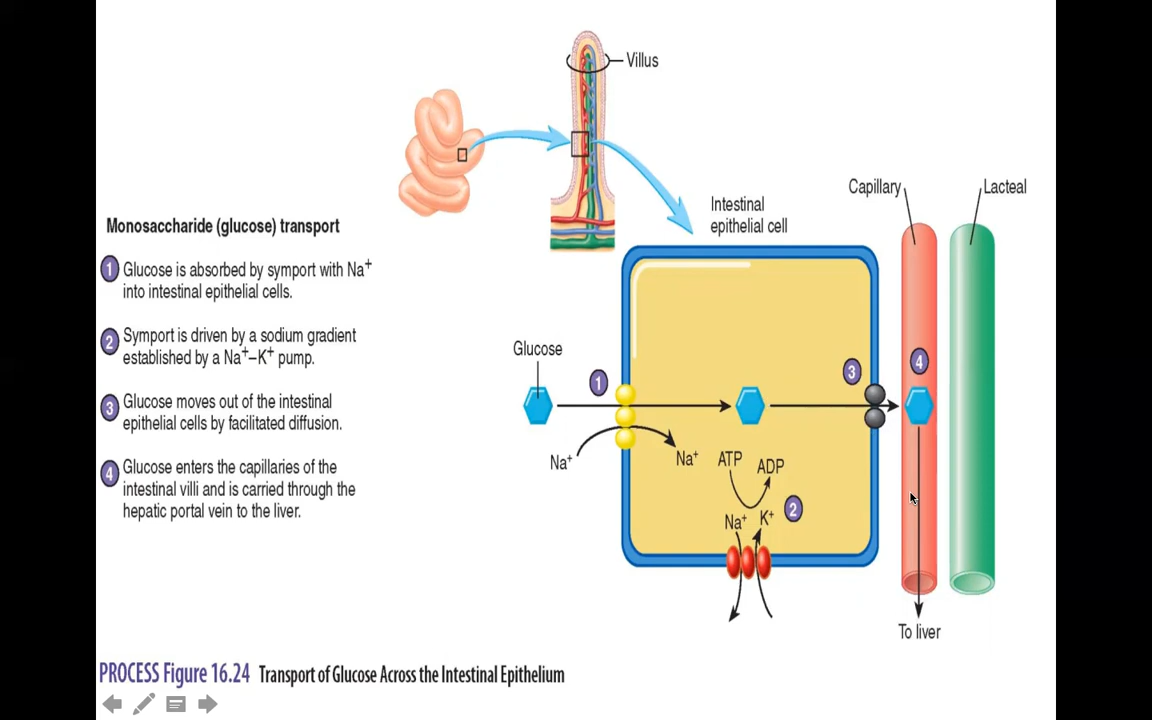 Villus
Capillary
Lacteal
Intestinal
epithelial cell
Monosaccharide (glucose) transport
1 Glucose is absorbed by symport with Na+
into intestinal epithelial cells.
2 Symport is driven by a sodium gradient
established by a Na+–K+ pump.
3 Glucose moves out of the intestinal
epithelial cells by facilitated diffusion.
4 Glucose enters the capillaries of the
intestinal villi and is carried through the
hepatic portal vein to the liver.
Glucose
1
3
4
Na+
Na+
ATP
ADP
2
Na+
K+
To liver
PROCESS Figure 16.24 Transport of Glucose Across the Intestinal Epithelium